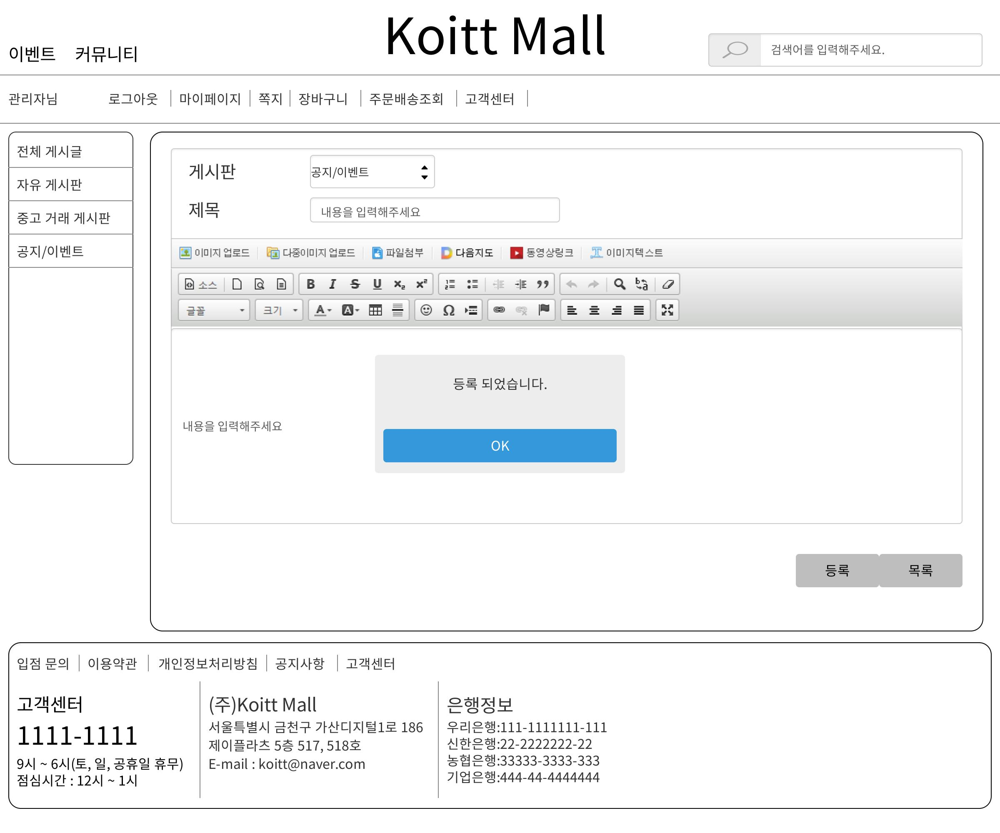 Koitt Mall
이벤트 커뮤니티
검색어를 입력해주세요.
관리자님 로그아웃 마이페이지 쪽지 장바구니 주문배송조회 고객센터
전체 게시글
자유 게시판
중고 거래 게시판
공지/이벤트
게시판 공지/이벤트
제목 내용을 입력해주세요
이미지 업로드 다중이미지 업로드 파일첨부 다음지도 동영상링크 이미지텍스트
소스 B I S U x₂ x²
글꼴 크기 A A Ω
등록 되었습니다.
내용을 입력해주세요
OK
등록 목록
입점 문의 이용약관 개인정보처리방침 공지사항 고객센터
고객센터
1111-1111
9시 ~ 6시(토, 일, 공휴일 휴무)
점심시간 : 12시 ~ 1시
(주)Koitt Mall
서울특별시 금천구 가산디지털1로 186
제이플라츠 5층 517, 518호
E-mail : koitt@naver.com
은행정보
우리은행:111-1111111-111
신한은행:22-2222222-22
농협은행:33333-3333-333
기업은행:444-44-4444444